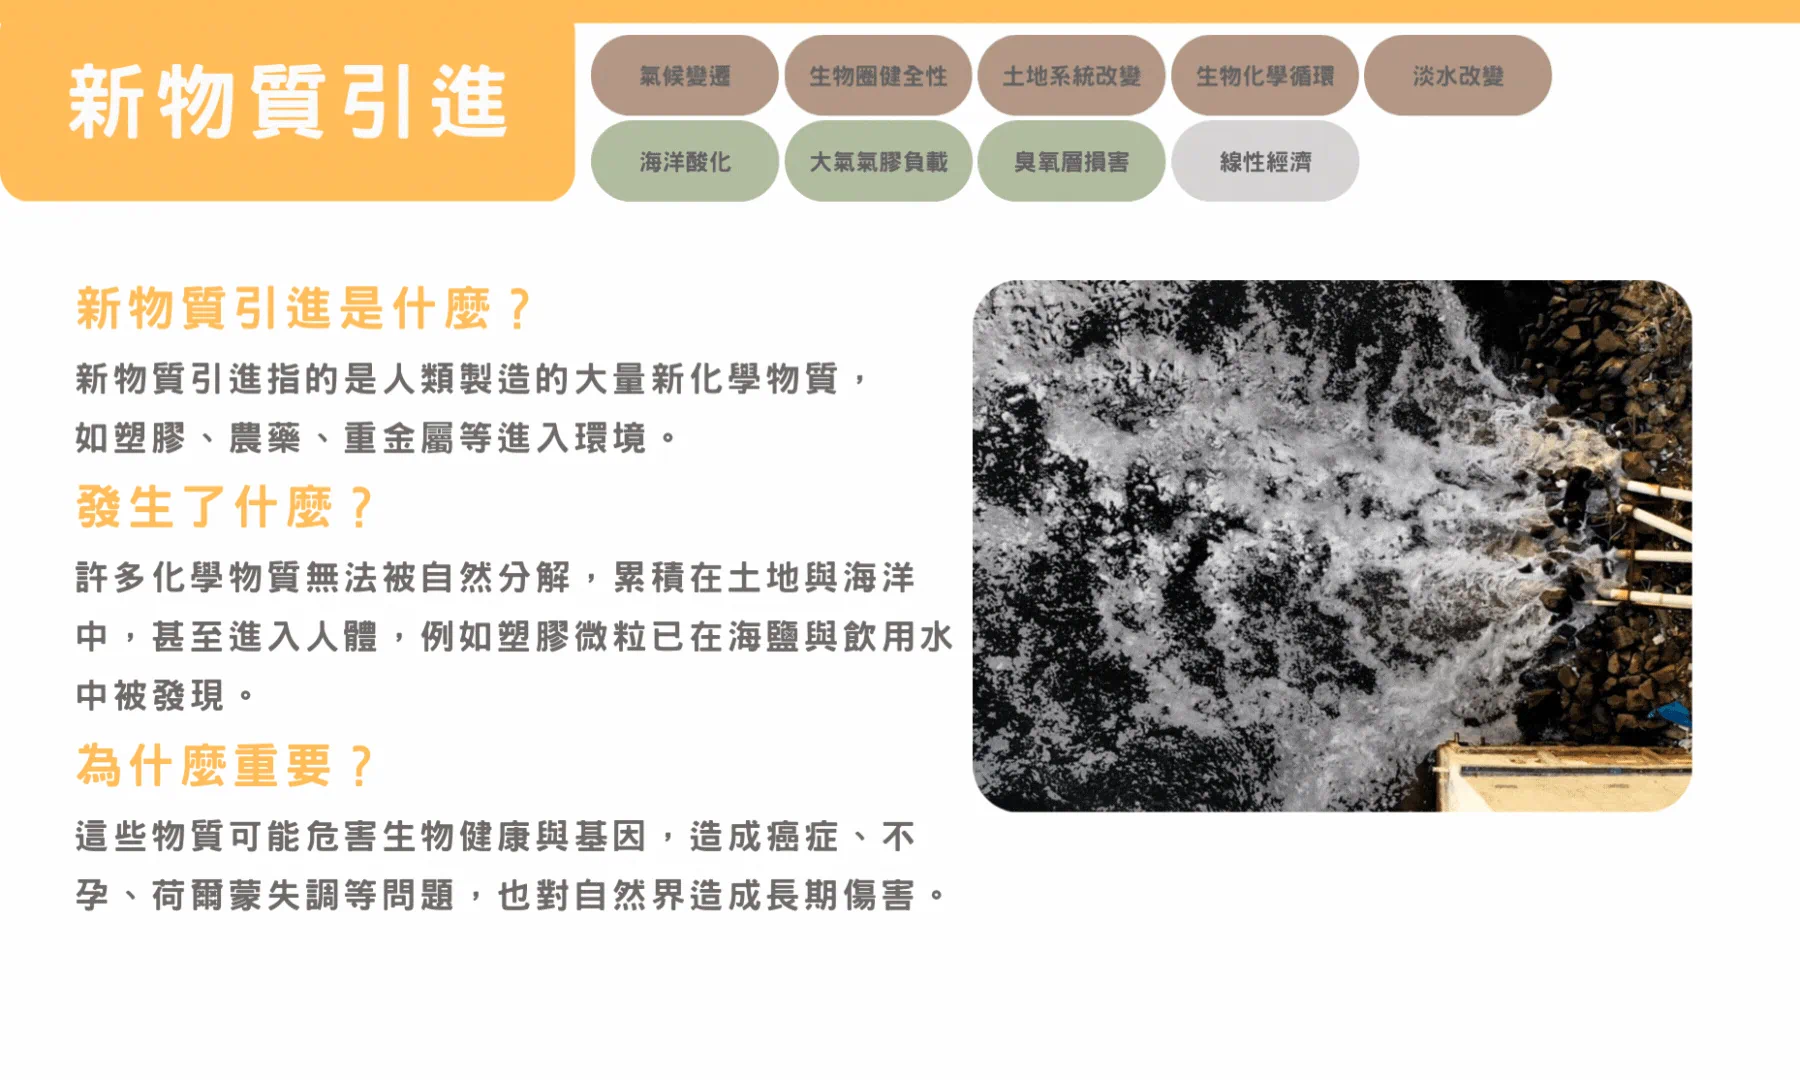 新物質引進
氣候變遷
生物圈健全性
土地系統改變
生物化學循環
淡水改變
海洋酸化
大氣氣膠負載
臭氧層損害
線性經濟
新物質引進是什麼？
新物質引進指的是人類製造的大量新化學物質，
如塑膠、農藥、重金屬等進入環境。
發生了什麼？
許多化學物質無法被自然分解，累積在土地與海洋
中，甚至進入人體，例如塑膠微粒已在海鹽與飲用水
中被發現。
為什麼重要？
這些物質可能危害生物健康與基因，造成癌症、不
孕、荷爾蒙失調等問題，也對自然界造成長期傷害。